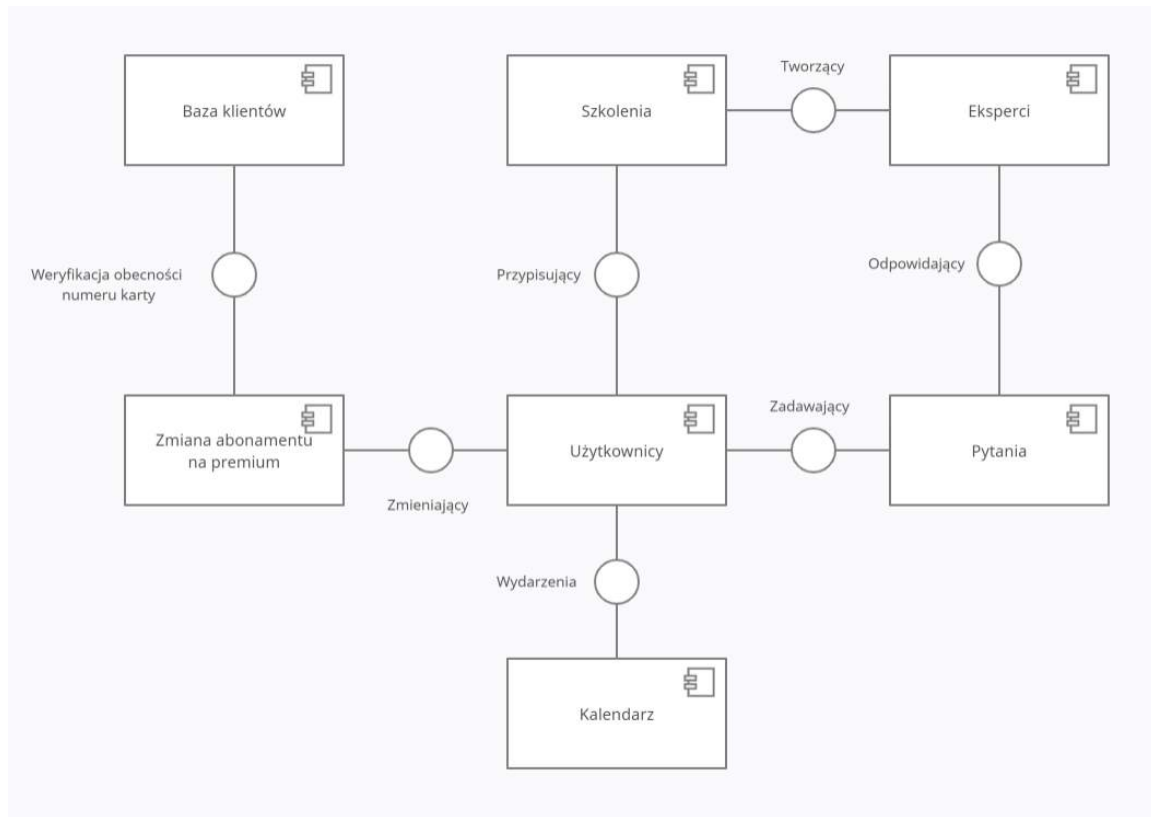 Tworzący
Baza klientów
Szkolenia
Eksperci
Weryfikacja obecności
numeru karty
Przypisujący
Odpowidający
Zmiana abonamentu
na premium
Zmieniający
Użytkownicy
Zadawający
Pytania
Wydarzenia
Kalendarz